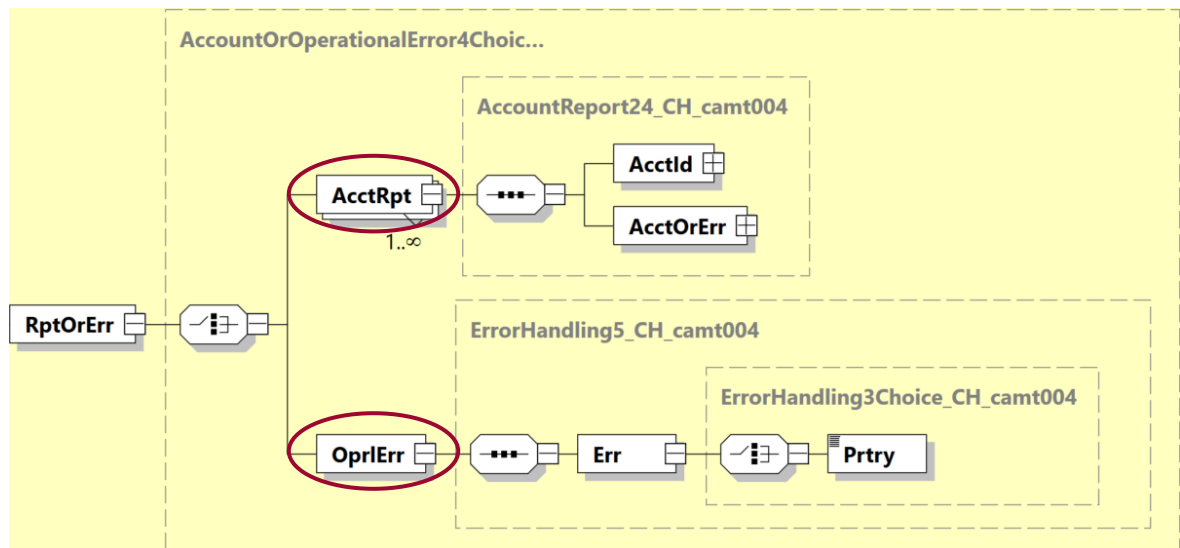 AccountOrOperationalError4Choic...
AccountReport24_CH_camt004
AcctId
AcctRpt
AcctOrErr
1..∞
RptOrErr
ErrorHandling5_CH_camt004
ErrorHandling3Choice_CH_camt004
OprlErr
Err
Prtry